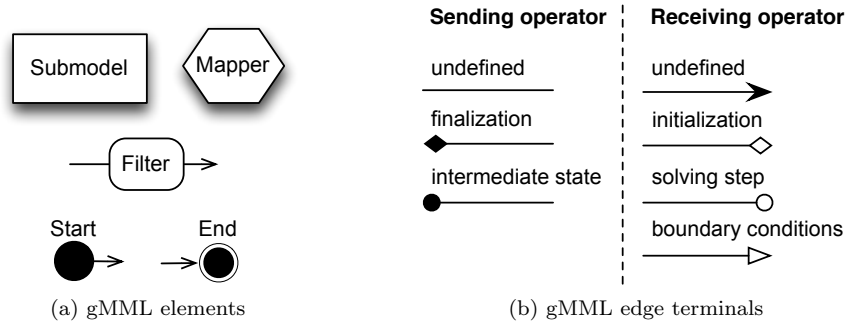 Submodel
Mapper
Filter
Start
End
(a) gMML elements
Sending operator
Receiving operator
undefined
undefined
finalization
initialization
intermediate state
solving step
boundary conditions
(b) gMML edge terminals